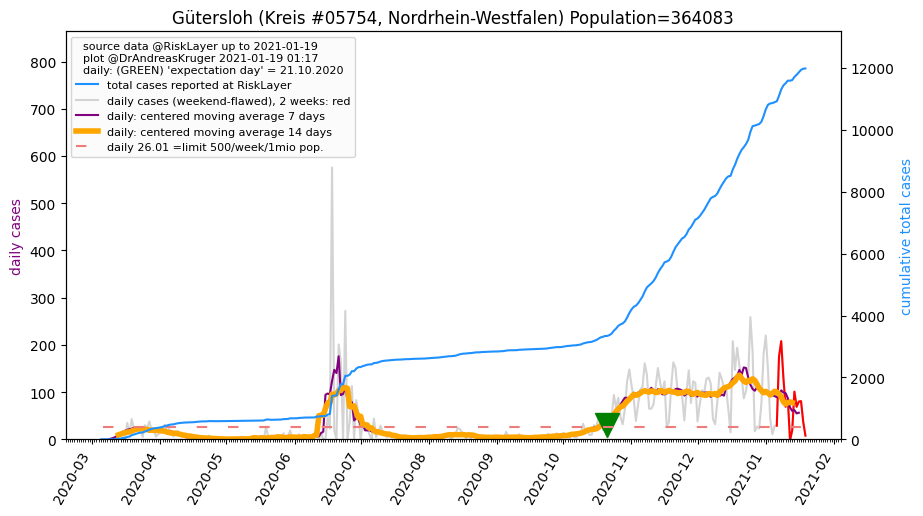 Gütersloh (Kreis #05754, Nordrhein-Westfalen) Population=364083
source data @RiskLayer up to 2021-01-19
plot @DrAndreasKruger 2021-01-19 01:17
daily: (GREEN) 'expectation day' = 21.10.2020
total cases reported at RiskLayer
daily cases (weekend-flawed), 2 weeks: red
daily: centered moving average 7 days
daily: centered moving average 14 days
daily 26.01 =limit 500/week/1mio pop.
daily cases
800
700
600
500
400
300
200
100
0
12000
10000
8000
6000
4000
2000
0
cumulative total cases
2020-03
2020-04
2020-05
2020-06
2020-07
2020-08
2020-09
2020-10
2020-11
2020-12
2021-01
2021-02